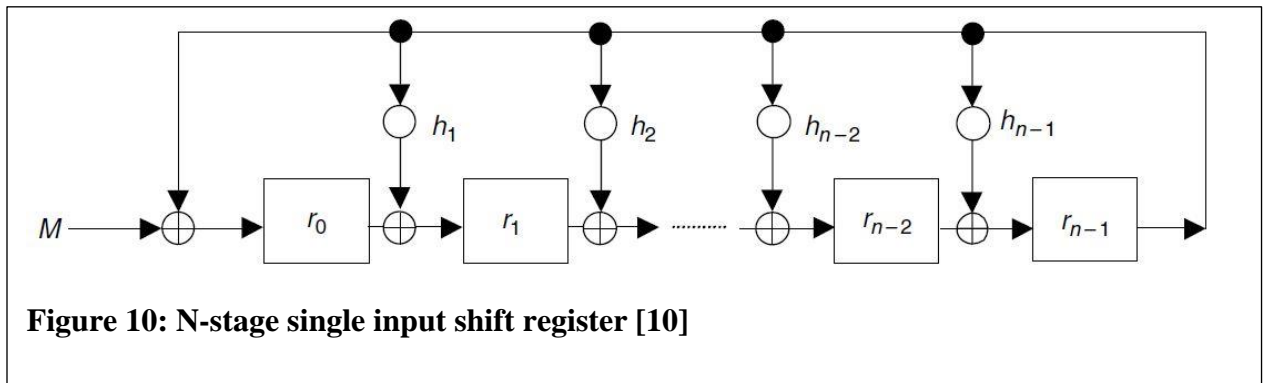 h₁ h₂ hₙ₋₂ hₙ₋₁
M r₀ r₁ .......... rₙ₋₂ rₙ₋₁
Figure 10: N-stage single input shift register [10]